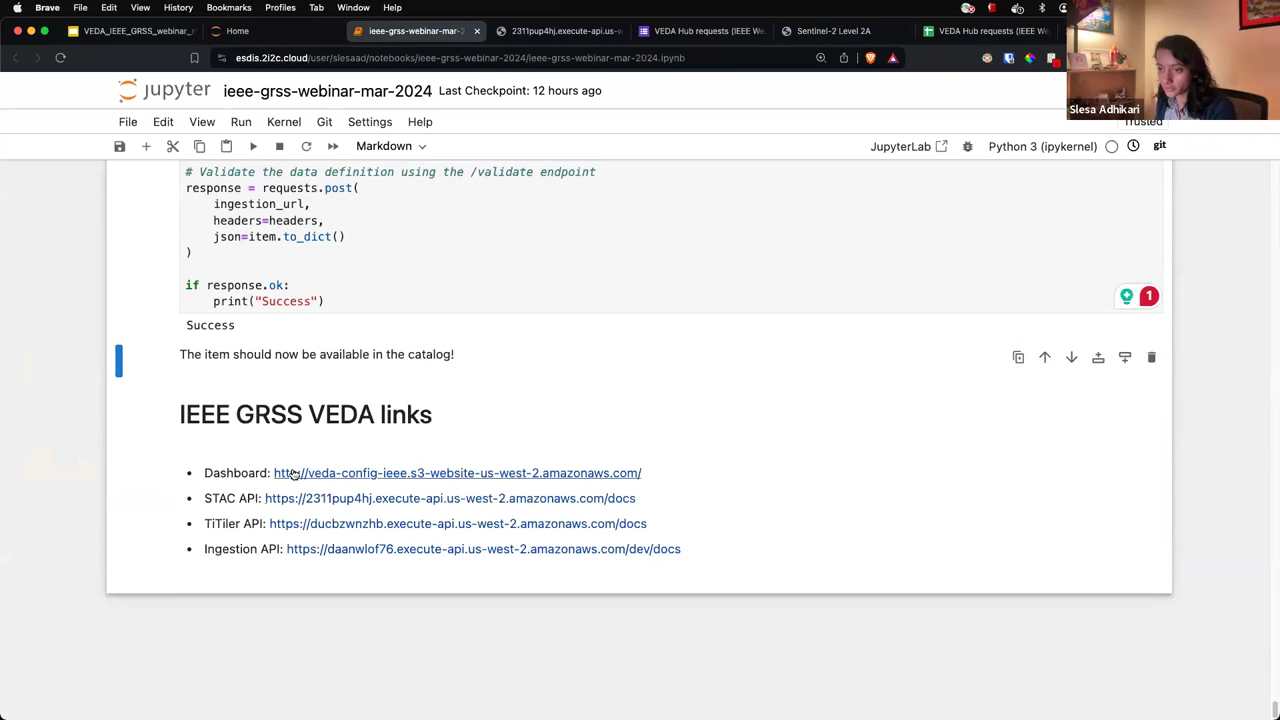 Brave File Edit View History Bookmarks Profiles Tab Window Help
VEDA_IEEE_GRSS_webinar_
Home
ieee-grss-webinar-mar-2
2311pup4hj.execute-api.us-w
VEDA Hub requests (IEEE We
Sentinel-2 Level 2A
VEDA Hub requests (IEEE We
esdis.2i2c.cloud/user/slesaad/notebooks/ieee-grss-webinar-2024/ieee-grss-webinar-mar-2024.ipynb
jupyter ieee-grss-webinar-mar-2024 Last Checkpoint: 12 hours ago
Slesa Adhikari
File Edit View Run Kernel Git Settings Help
Trusted
Markdown
JupyterLab
Python 3 (ipykernel)
git
# Validate the data definition using the /validate endpoint
response = requests.post(
ingestion_url,
headers=headers,
json=item.to_dict()
)
if response.ok:
print("Success")
1
Success
The item should now be available in the catalog!
IEEE GRSS VEDA links
• Dashboard: http://veda-config-ieee.s3-website-us-west-2.amazonaws.com/
• STAC API: https://2311pup4hj.execute-api.us-west-2.amazonaws.com/docs
• TiTiler API: https://ducbzwnzhb.execute-api.us-west-2.amazonaws.com/docs
• Ingestion API: https://daanwlof76.execute-api.us-west-2.amazonaws.com/dev/docs